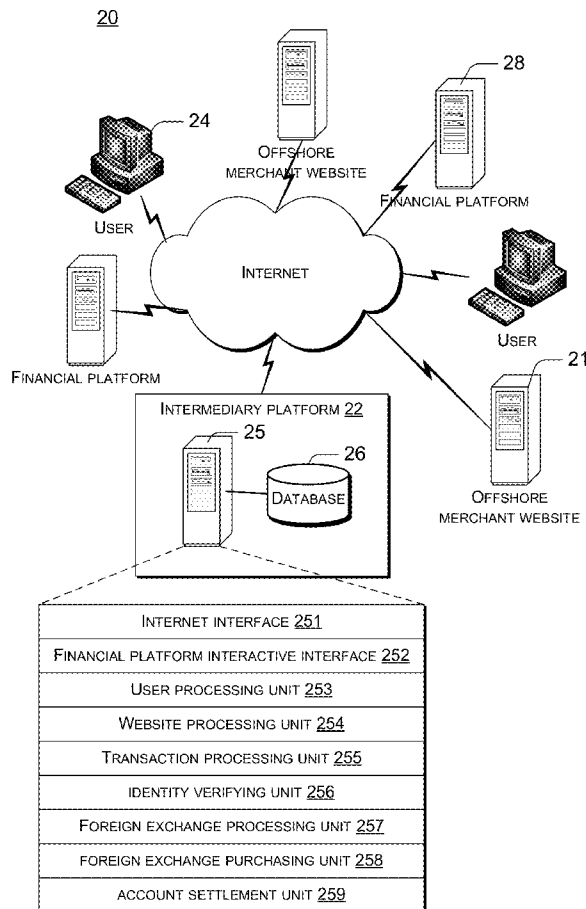 20
24
28
OFFSHORE
MERCHANT WEBSITE
FINANCIAL PLATFORM
USER
INTERNET
USER
FINANCIAL PLATFORM
21
INTERMEDIARY PLATFORM 22
25
26
DATABASE
OFFSHORE
MERCHANT WEBSITE
INTERNET INTERFACE 251
FINANCIAL PLATFORM INTERACTIVE INTERFACE 252
USER PROCESSING UNIT 253
WEBSITE PROCESSING UNIT 254
TRANSACTION PROCESSING UNIT 255
IDENTITY VERIFYING UNIT 256
FOREIGN EXCHANGE PROCESSING UNIT 257
FOREIGN EXCHANGE PURCHASING UNIT 258
ACCOUNT SETTLEMENT UNIT 259